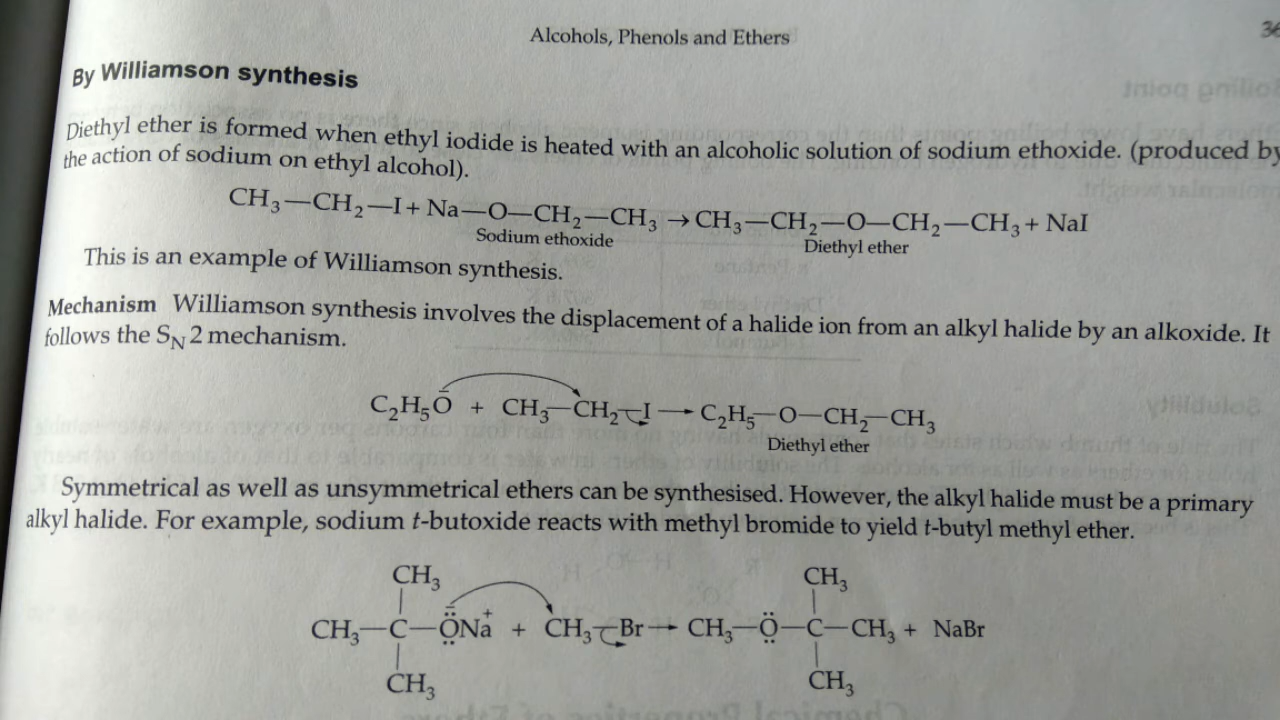 Alcohols, Phenols and Ethers
By Williamson synthesis
Diethyl ether is formed when ethyl iodide is heated with an alcoholic solution of sodium ethoxide. (produced by
the action of sodium on ethyl alcohol).
CH₃—CH₂—I + Na—O—CH₂—CH₃ → CH₃—CH₂—O—CH₂—CH₃ + NaI
Sodium ethoxide Diethyl ether
This is an example of Williamson synthesis.
Mechanism Williamson synthesis involves the displacement of a halide ion from an alkyl halide by an alkoxide. It
follows the S_N 2 mechanism.
C₂H₅Ō + CH₃—CH₂—I → C₂H₅—O—CH₂—CH₃
Diethyl ether
Symmetrical as well as unsymmetrical ethers can be synthesised. However, the alkyl halide must be a primary
alkyl halide. For example, sodium t-butoxide reacts with methyl bromide to yield t-butyl methyl ether.
CH₃ CH₃
CH₃—C—ÖNa⁺ + CH₃—Br → CH₃—Ö—C—CH₃ + NaBr
CH₃ CH₃